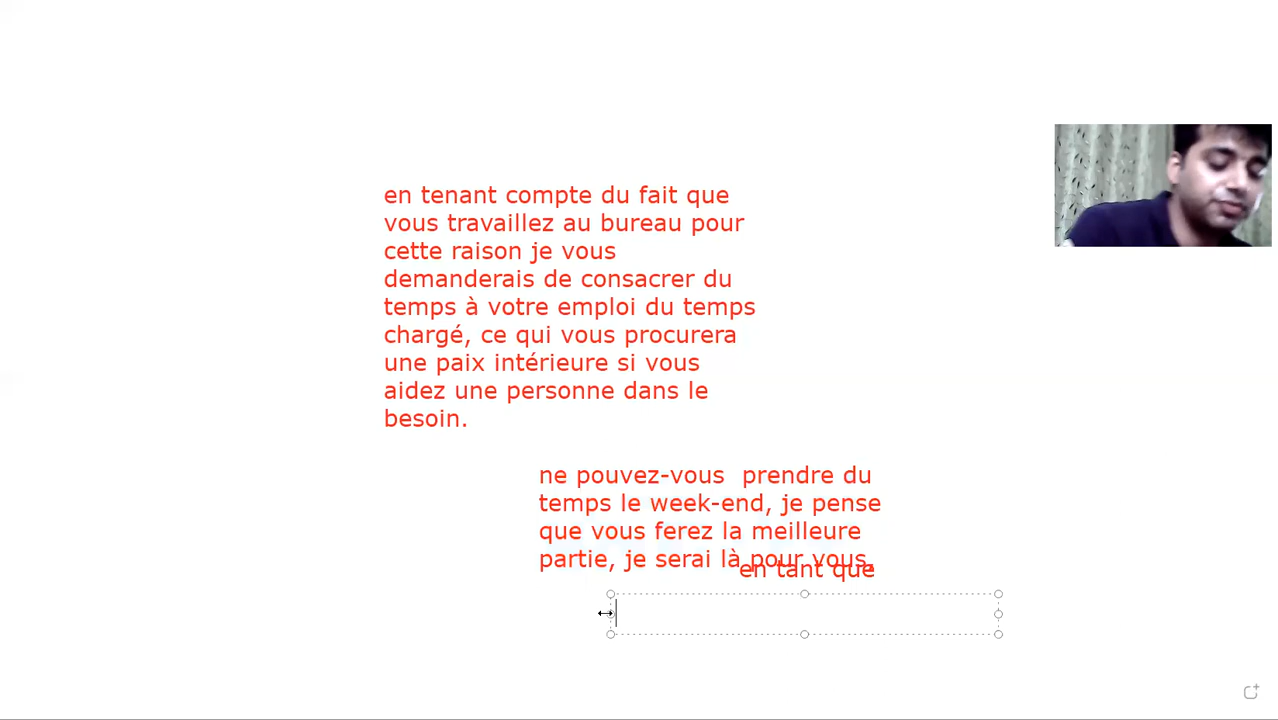 en tenant compte du fait que
vous travaillez au bureau pour
cette raison je vous
demanderais de consacrer du
temps à votre emploi du temps
chargé, ce qui vous procurera
une paix intérieure si vous
aidez une personne dans le
besoin.
ne pouvez-vous  prendre du
temps le week-end, je pense
que vous ferez la meilleure
partie, je serai là pour vous,
en tant que